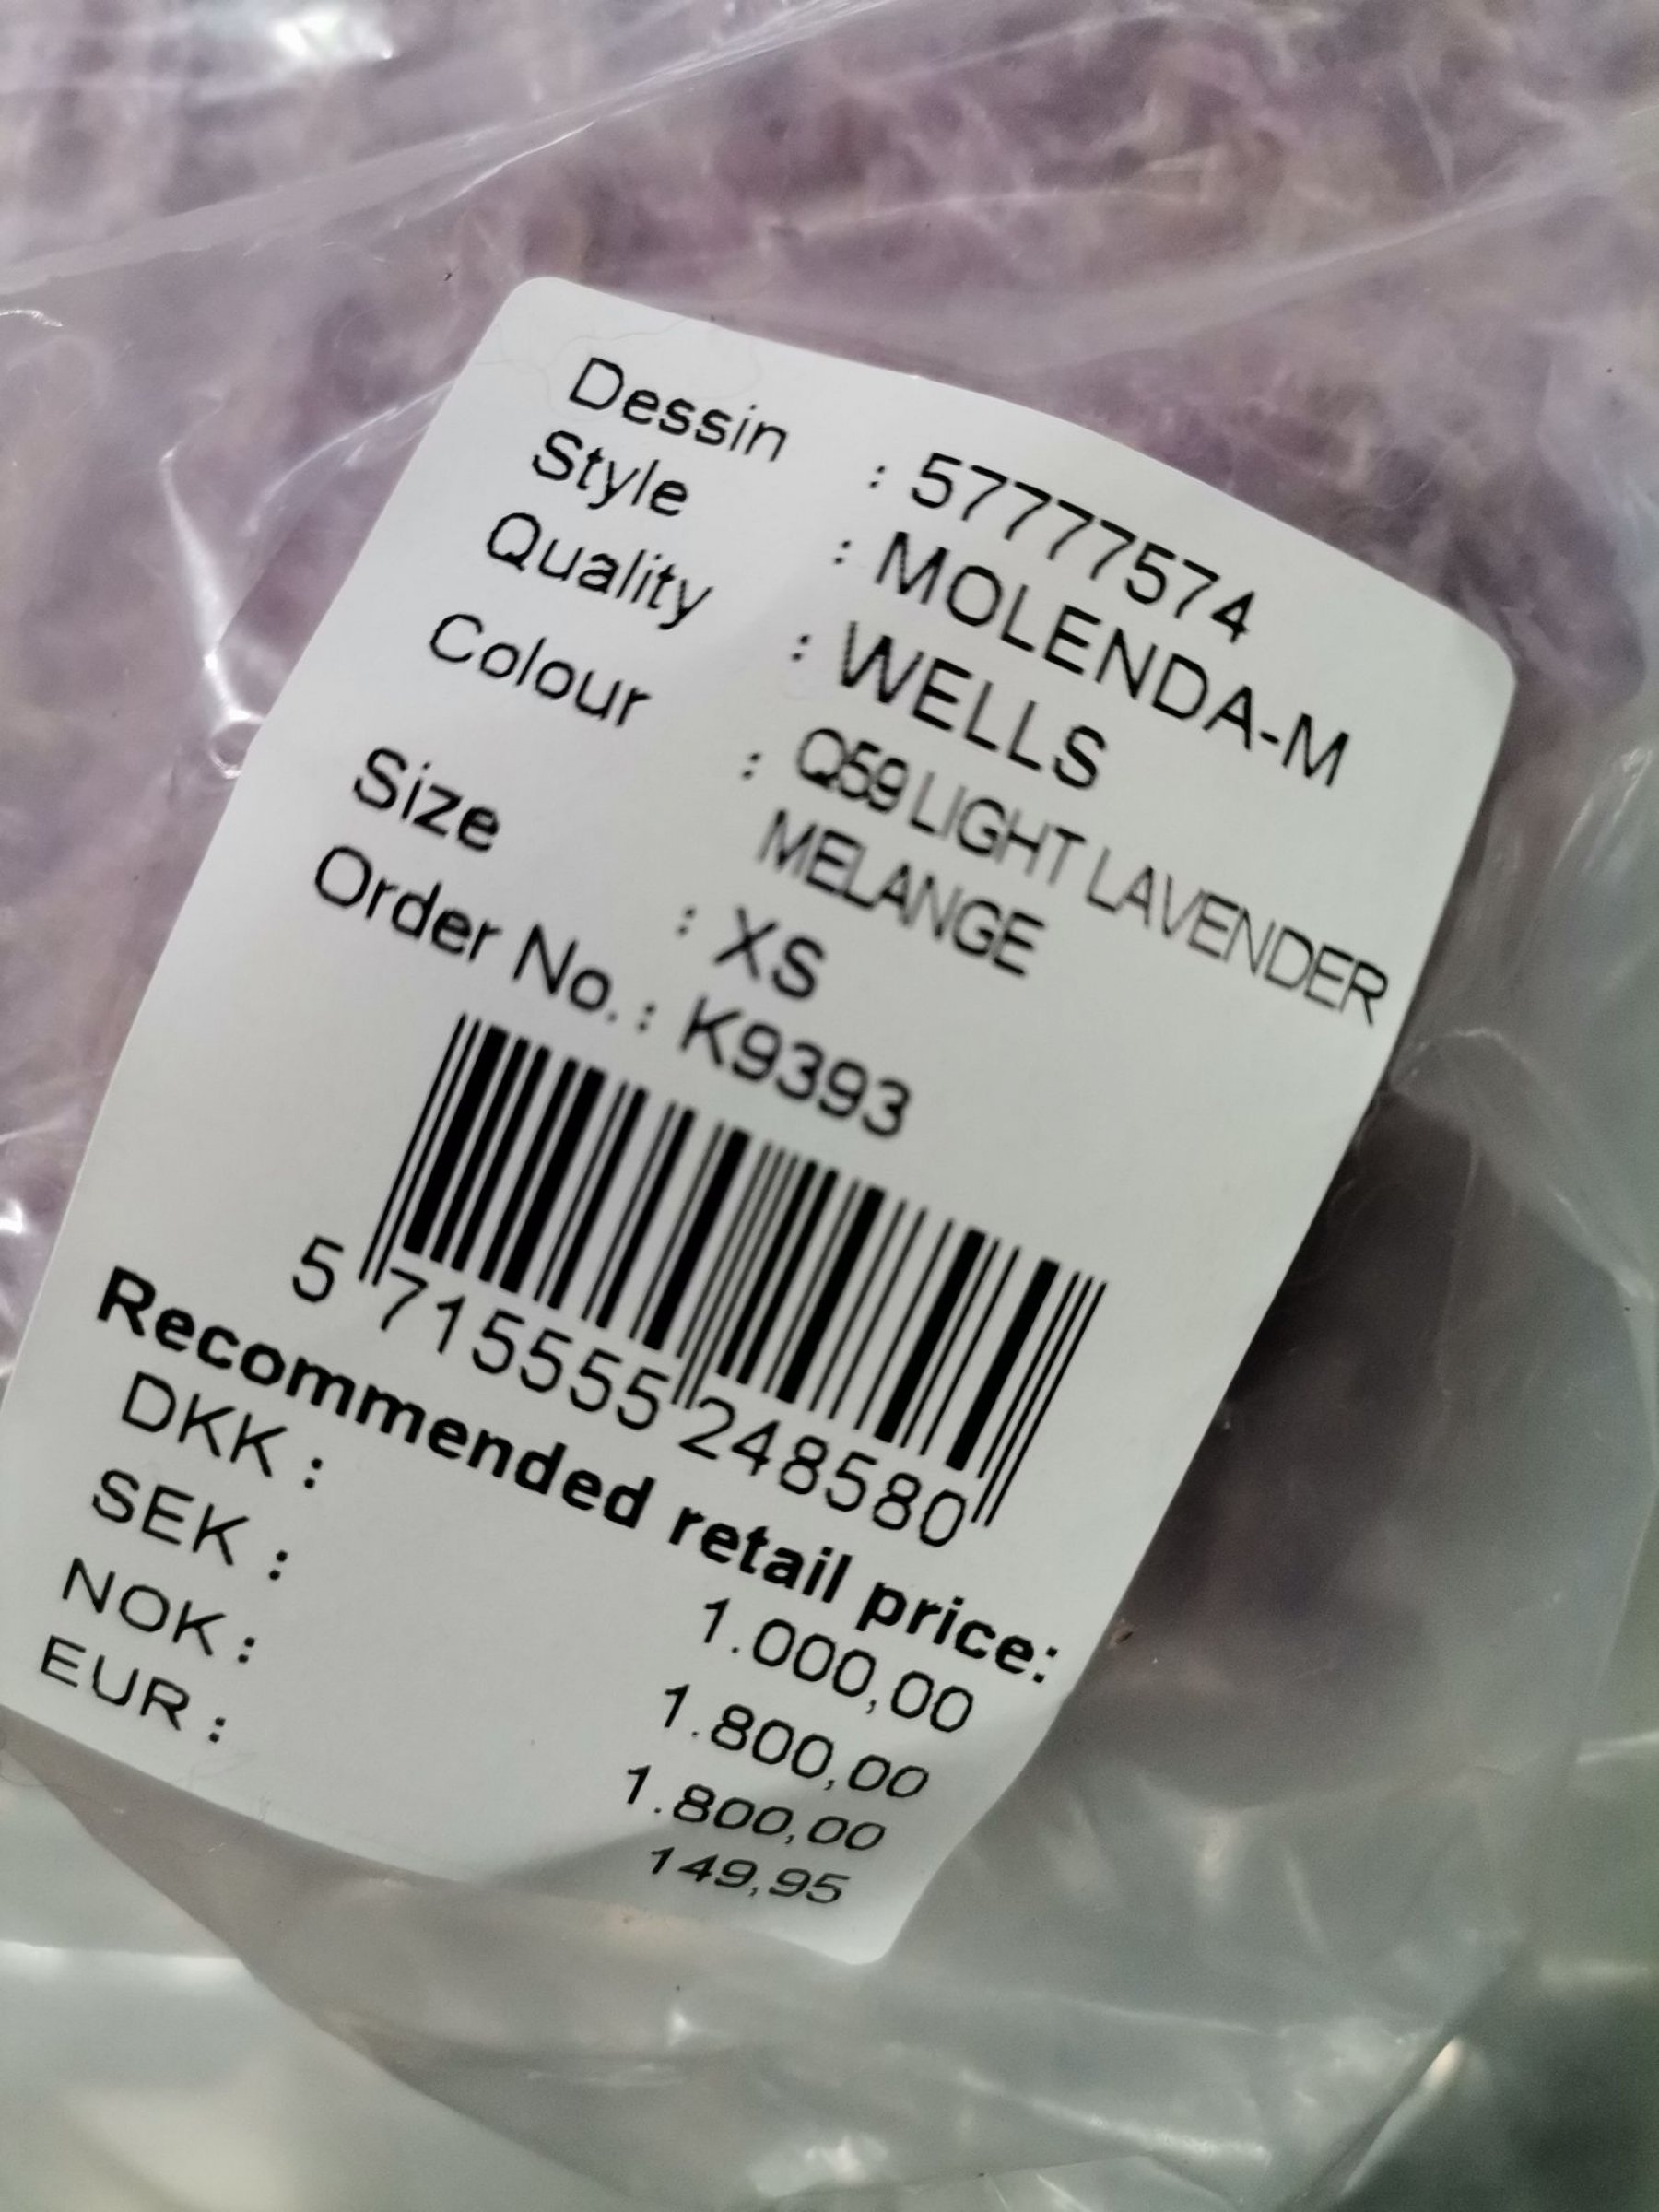 Dessin : 57777574
Style : MOLENDA-M
Quality : WELLS
Colour : Q59 LIGHT LAVENDER
MELANGE
Size : XS
Order No. : K9393
5 715555 248580
Recommended retail price:
DKK : 1.000,00
SEK : 1.800,00
NOK : 1.800,00
EUR : 149,95